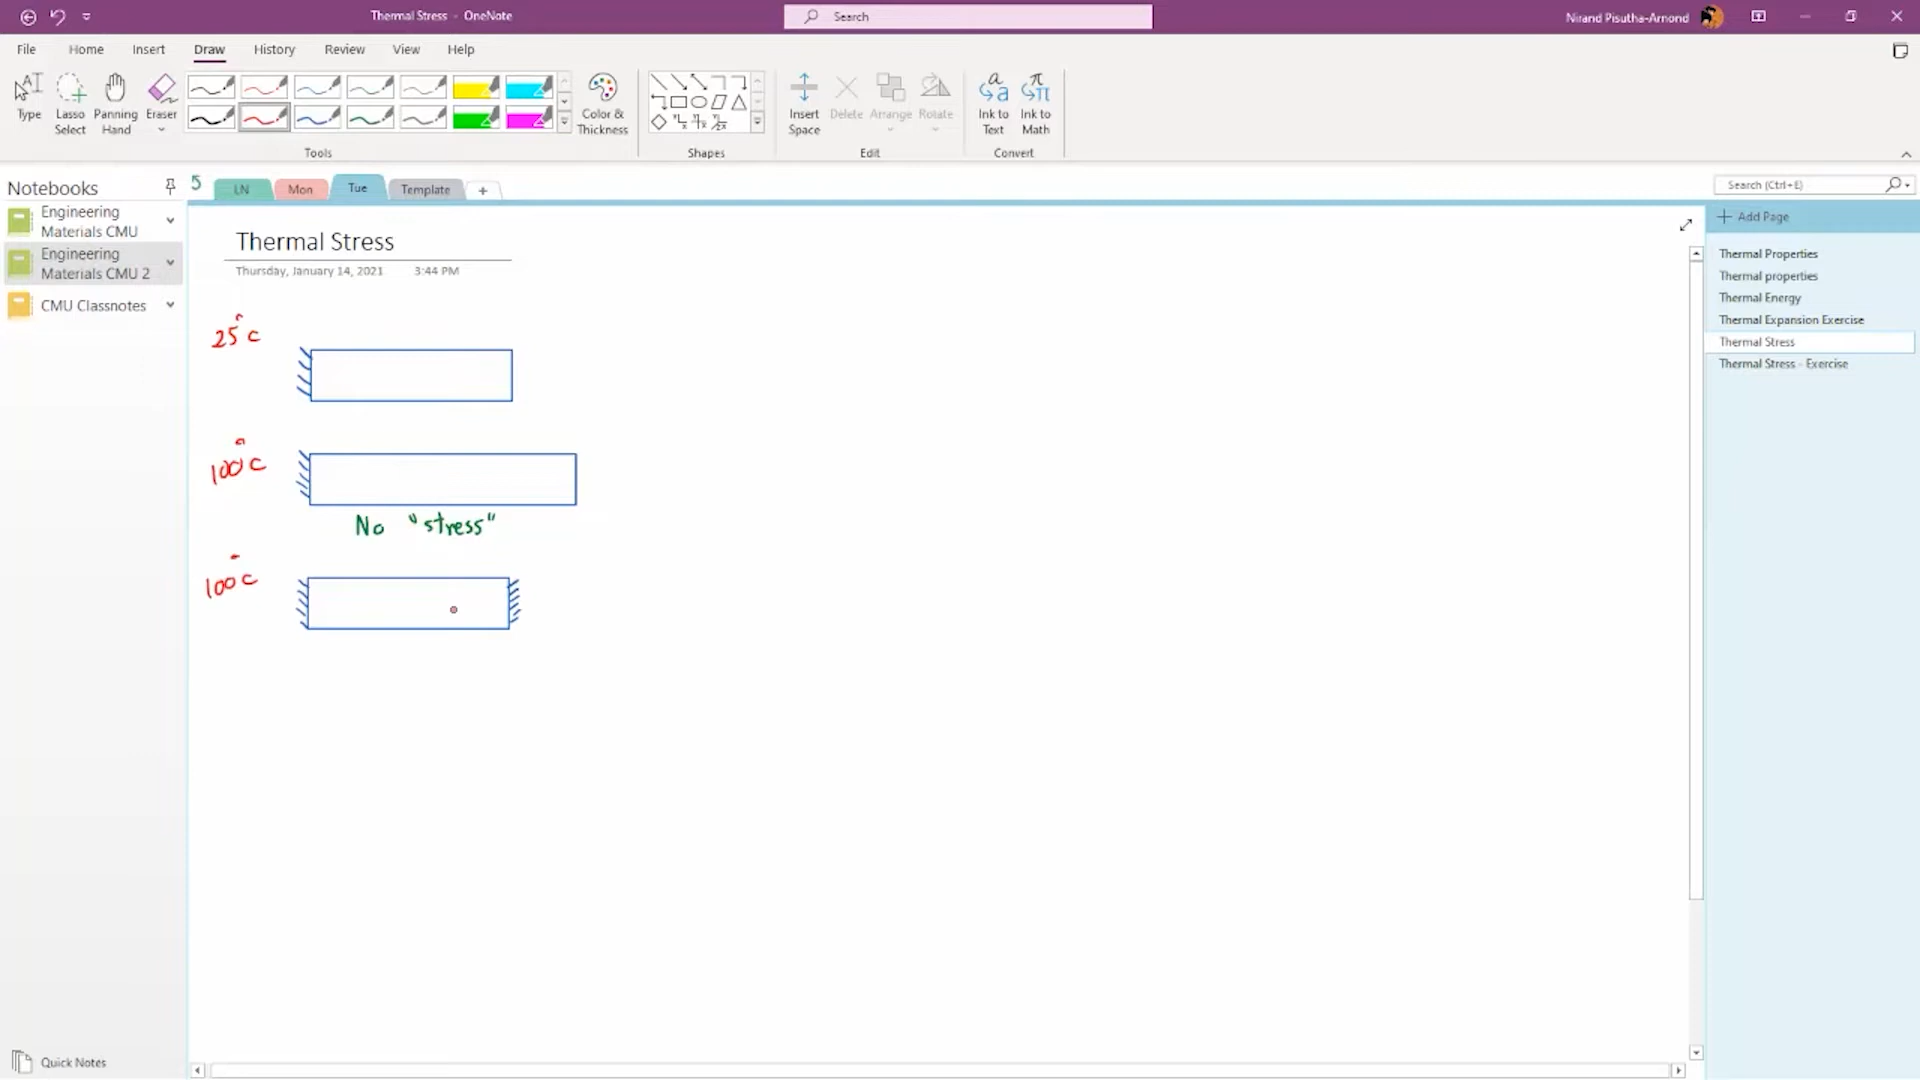 Thermal Stress - OneNote
Search
Nirand Pisutha-Arnond
File Home Insert Draw History Review View Help
Type
Lasso Select
Panning Hand
Eraser
Color & Thickness
Insert Space
Delete
Arrange
Rotate
Ink to Text
Ink to Math
Tools
Shapes
Edit
Convert
Notebooks
LN
Mon
Tue
Template
Search (Ctrl+E)
Engineering Materials CMU
Engineering Materials CMU 2
CMU Classnotes
Quick Notes
Thermal Stress
Thursday, January 14, 2021 3:44 PM
25°C
100°C
No "stress"
100°C
Add Page
Thermal Properties
Thermal properties
Thermal Energy
Thermal Expansion Exercise
Thermal Stress
Thermal Stress - Exercise